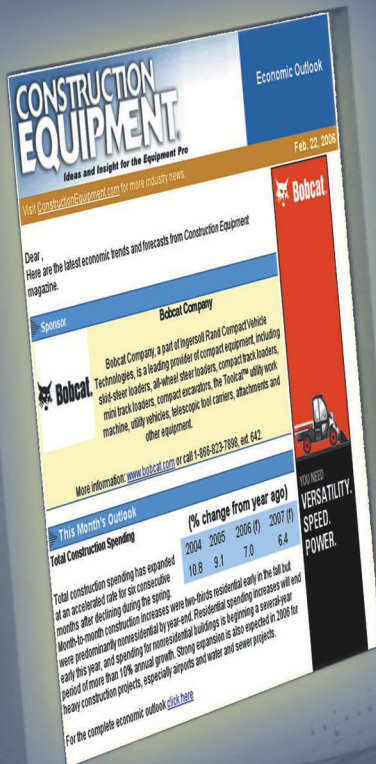 CONSTRUCTION
EQUIPMENT
Ideas and Insight for the Equipment Pro
Economic Outlook
Visit ConstructionEquipment.com for more industry news.
Feb. 22, 2006
Bobcat.
Dear ,
Here are the latest economic trends and forecasts from Construction Equipment
magazine.
Sponsor
Bobcat Company
Bobcat.
Bobcat Company, a part of Ingersoll Rand Compact Vehicle
Technologies, is a leading provider of compact equipment, including
skid-steer loaders, all-wheel steer loaders, compact track loaders,
mini track loaders, compact excavators, the Toolcat™ utility work
machine, utility vehicles, telescopic tool carriers, attachments and
other equipment.
More information: www.bobcat.com or call 1-866-823-7898, ext. 642.
YOU NEED
VERSATILITY.
SPEED.
POWER.
This Month's Outlook
Total Construction Spending
(% change from year ago)
2004 2005 2006 (f) 2007 (f)
10.8 9.1 7.0 6.4
Total construction spending has expanded
at an accelerated rate for six consecutive
months after declining during the spring.
Month-to-month construction increases were two-thirds residential early in the fall but
were predominantly nonresidential by year-end. Residential spending increases will end
early this year, and spending for nonresidential buildings is beginning a several-year
period of more than 10% annual growth. Strong expansion is also expected in 2006 for
heavy construction projects, especially airports and water and sewer projects.
For the complete economic outlook click here